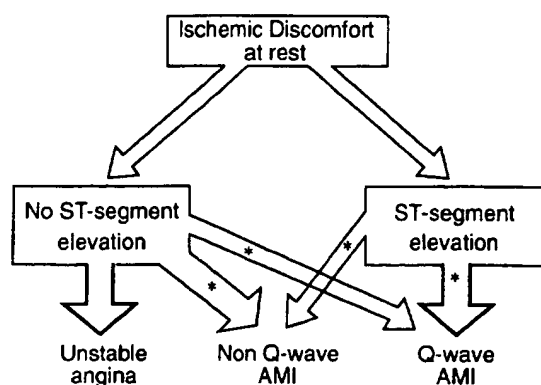 Ischemic Discomfort
at rest
No ST-segment
elevation
ST-segment
elevation
*
*
*
*
Unstable
angina
Non Q-wave
AMI
Q-wave
AMI